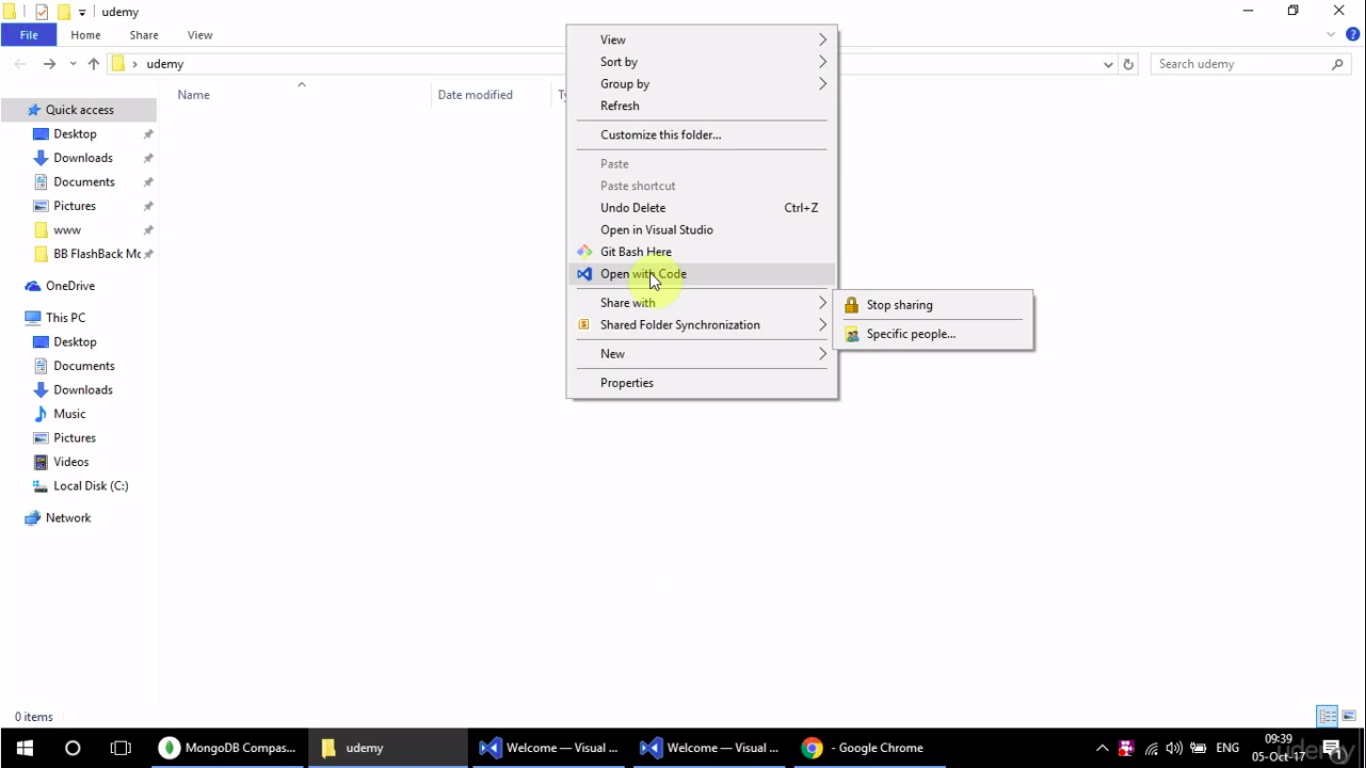 udemy
File Home Share View
udemy Search udemy
Name Date modified
Quick access
Desktop
Downloads
Documents
Pictures
www
BB FlashBack Mc
OneDrive
This PC
Desktop
Documents
Downloads
Music
Pictures
Videos
Local Disk (C:)
Network
View
Sort by
Group by
Refresh
Customize this folder...
Paste
Paste shortcut
Undo Delete Ctrl+Z
Open in Visual Studio
Git Bash Here
Open with Code
Share with
Shared Folder Synchronization
New
Properties
Stop sharing
Specific people...
0 items
MongoDB Compas... udemy Welcome — Visual ... Welcome — Visual ... - Google Chrome ENG
09:39
05-Oct-17
udemy
1